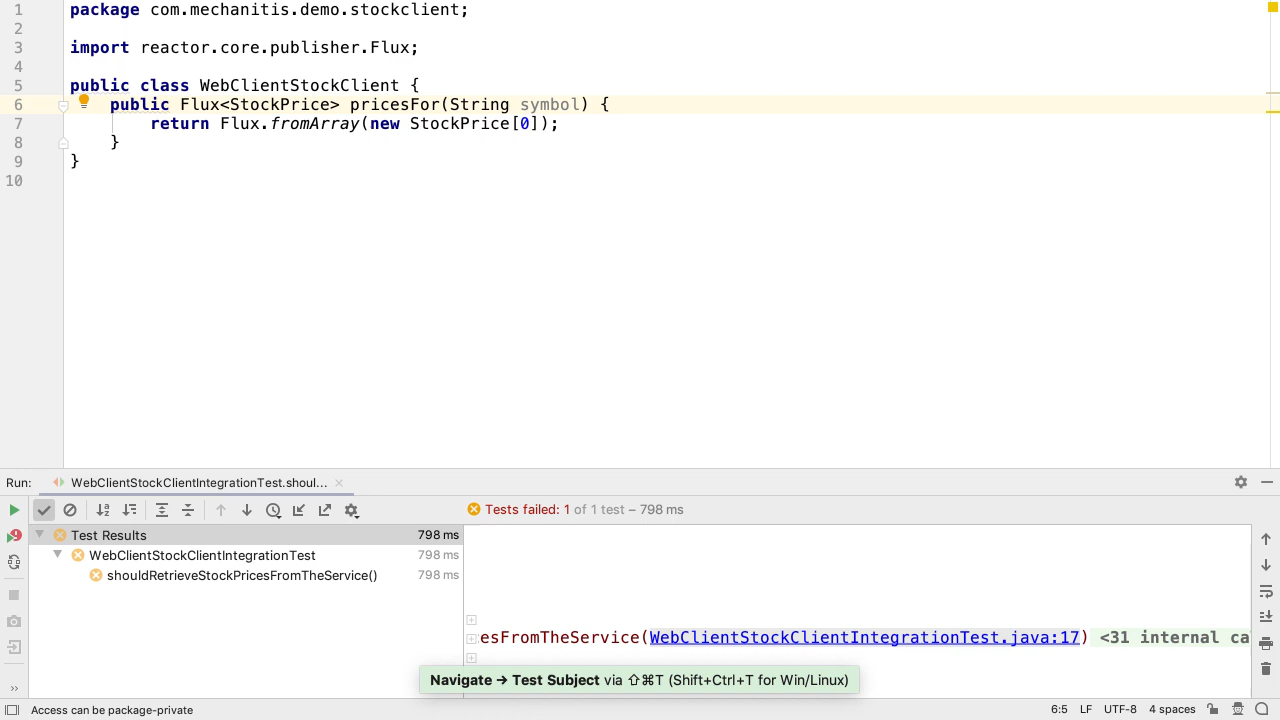 1 package com.mechanitis.demo.stockclient;
2
3 import reactor.core.publisher.Flux;
4
5 public class WebClientStockClient {
6 public Flux<StockPrice> pricesFor(String symbol) {
7 return Flux.fromArray(new StockPrice[0]);
8 }
9 }
10
Run: WebClientStockClientIntegrationTest.shoul...
Tests failed: 1 of 1 test – 798 ms
Test Results 798 ms
WebClientStockClientIntegrationTest 798 ms
shouldRetrieveStockPricesFromTheService() 798 ms
esFromTheService(WebClientStockClientIntegrationTest.java:17) <31 internal ca
Navigate → Test Subject via ⇧⌘T (Shift+Ctrl+T for Win/Linux)
Access can be package-private 6:5 LF UTF-8 4 spaces